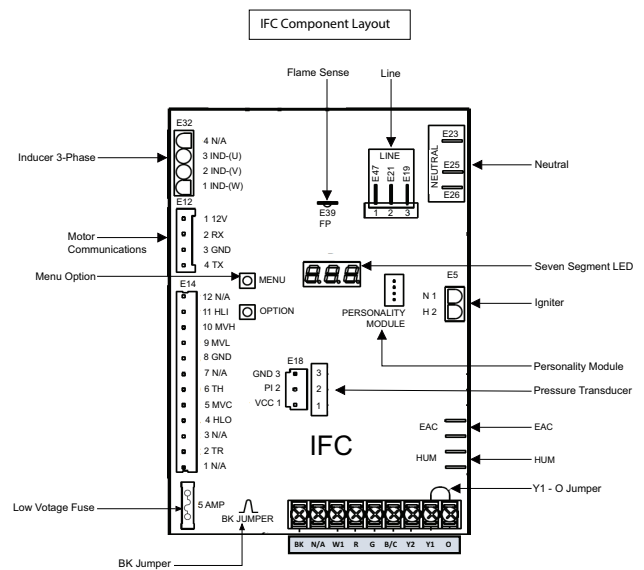 IFC Component Layout
Flame Sense
Line
E32
4 N/A
3 IND-(U)
2 IND-(V)
1 IND-(W)
Inducer 3-Phase
E12
1 12V
2 RX
3 GND
4 TX
Motor
Communications
Menu Option
MENU
OPTION
E14
12 N/A
11 HLI
10 MVH
9 MVL
8 GND
7 N/A
6 TH
5 MVC
4 HLO
3 N/A
2 TR
1 N/A
Low Votage Fuse
5 AMP
BK JUMPER
BK Jumper
E39
FP
LINE
E47
E21
E19
1 2 3
NEUTRAL
E23
E25
E26
Neutral
8.8.8.
Seven Segment LED
PERSONALITY
MODULE
E5
N 1
H 2
Igniter
Personality Module
E18
GND 3
PI 2
VCC 1
3
2
1
Pressure Transducer
IFC
EAC
EAC
HUM
HUM
Y1 - O Jumper
BK N/A W1 R G B/C Y2 Y1 O